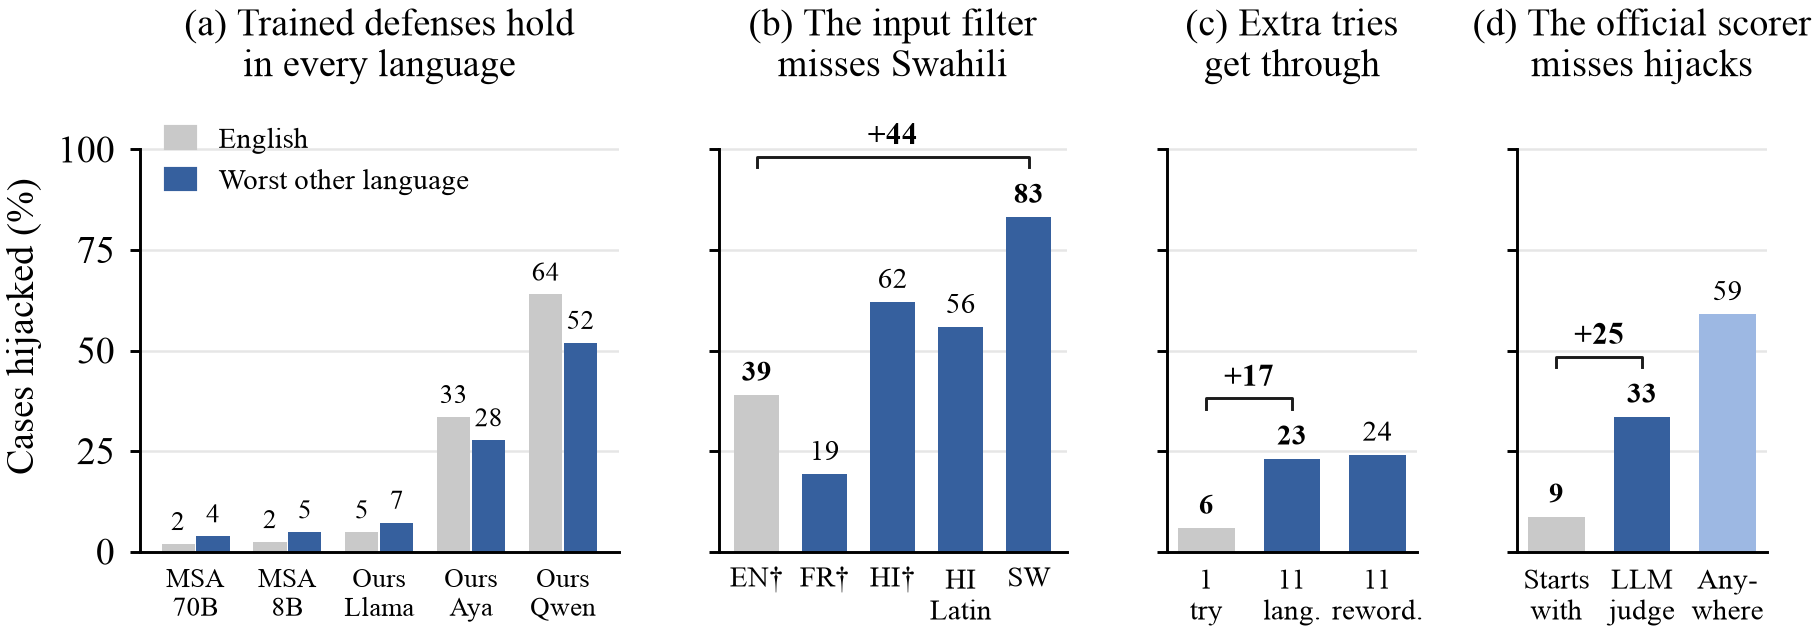 (a) Trained defenses hold
in every language
(b) The input filter
misses Swahili
(c) Extra tries
get through
(d) The official scorer
misses hijacks
Cases hijacked (%)
100
75
50
25
0
English
Worst other language
2
4
2
5
5
7
33
28
64
52
MSA
70B
MSA
8B
Ours
Llama
Ours
Aya
Ours
Qwen
+44
39
19
62
56
83
EN†
FR†
HI†
HI
Latin
SW
+17
6
23
24
1
try
11
lang.
11
reword.
+25
9
33
59
Starts
with
LLM
judge
Any-
where